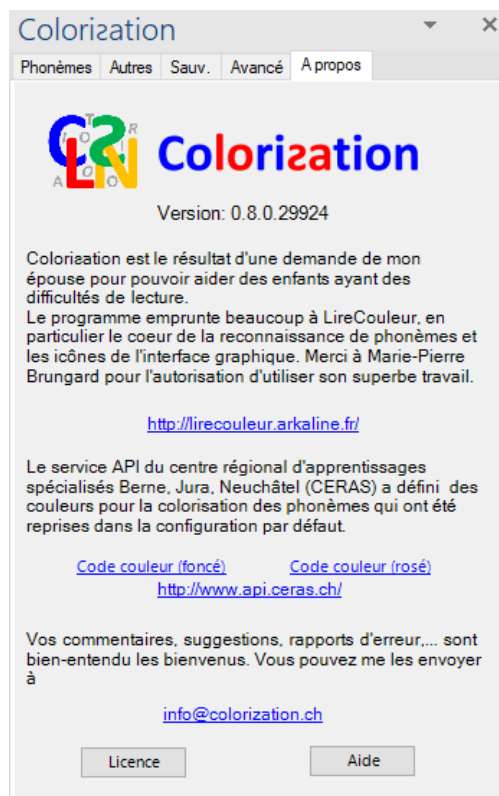 Coloriƨation
Phonèmes Autres Sauv. Avancé A propos
Coloriƨation
Version: 0.8.0.29924
Coloriƨation est le résultat d'une demande de mon
épouse pour pouvoir aider des enfants ayant des
difficultés de lecture.
Le programme emprunte beaucoup à LireCouleur, en
particulier le coeur de la reconnaissance de phonèmes et
les icônes de l'interface graphique. Merci à Marie-Pierre
Brungard pour l'autorisation d'utiliser son superbe travail.
http://lirecouleur.arkaline.fr/
Le service API du centre régional d'apprentissages
spécialisés Berne, Jura, Neuchâtel (CERAS) a défini des
couleurs pour la colorisation des phonèmes qui ont été
reprises dans la configuration par défaut.
Code couleur (foncé) Code couleur (rosé)
http://www.api.ceras.ch/
Vos commentaires, suggestions, rapports d'erreur,... sont
bien-entendu les bienvenus. Vous pouvez me les envoyer
à
info@colorization.ch
Licence Aide